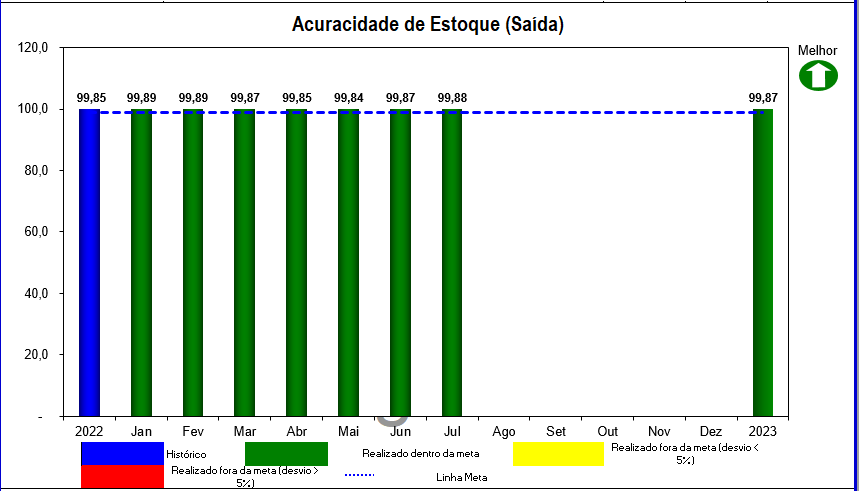 Acuracidade de Estoque (Saída)
Melhor
120,0
100,0
80,0
60,0
40,0
20,0
-
99,85 99,89 99,89 99,87 99,85 99,84 99,87 99,88 99,87
2022 Jan Fev Mar Abr Mai Jun Jul Ago Set Out Nov Dez 2023
Histórico
Realizado dentro da meta
Realizado fora da meta (desvio <
5%)
Realizado fora da meta (desvio >
5%)
Linha Meta